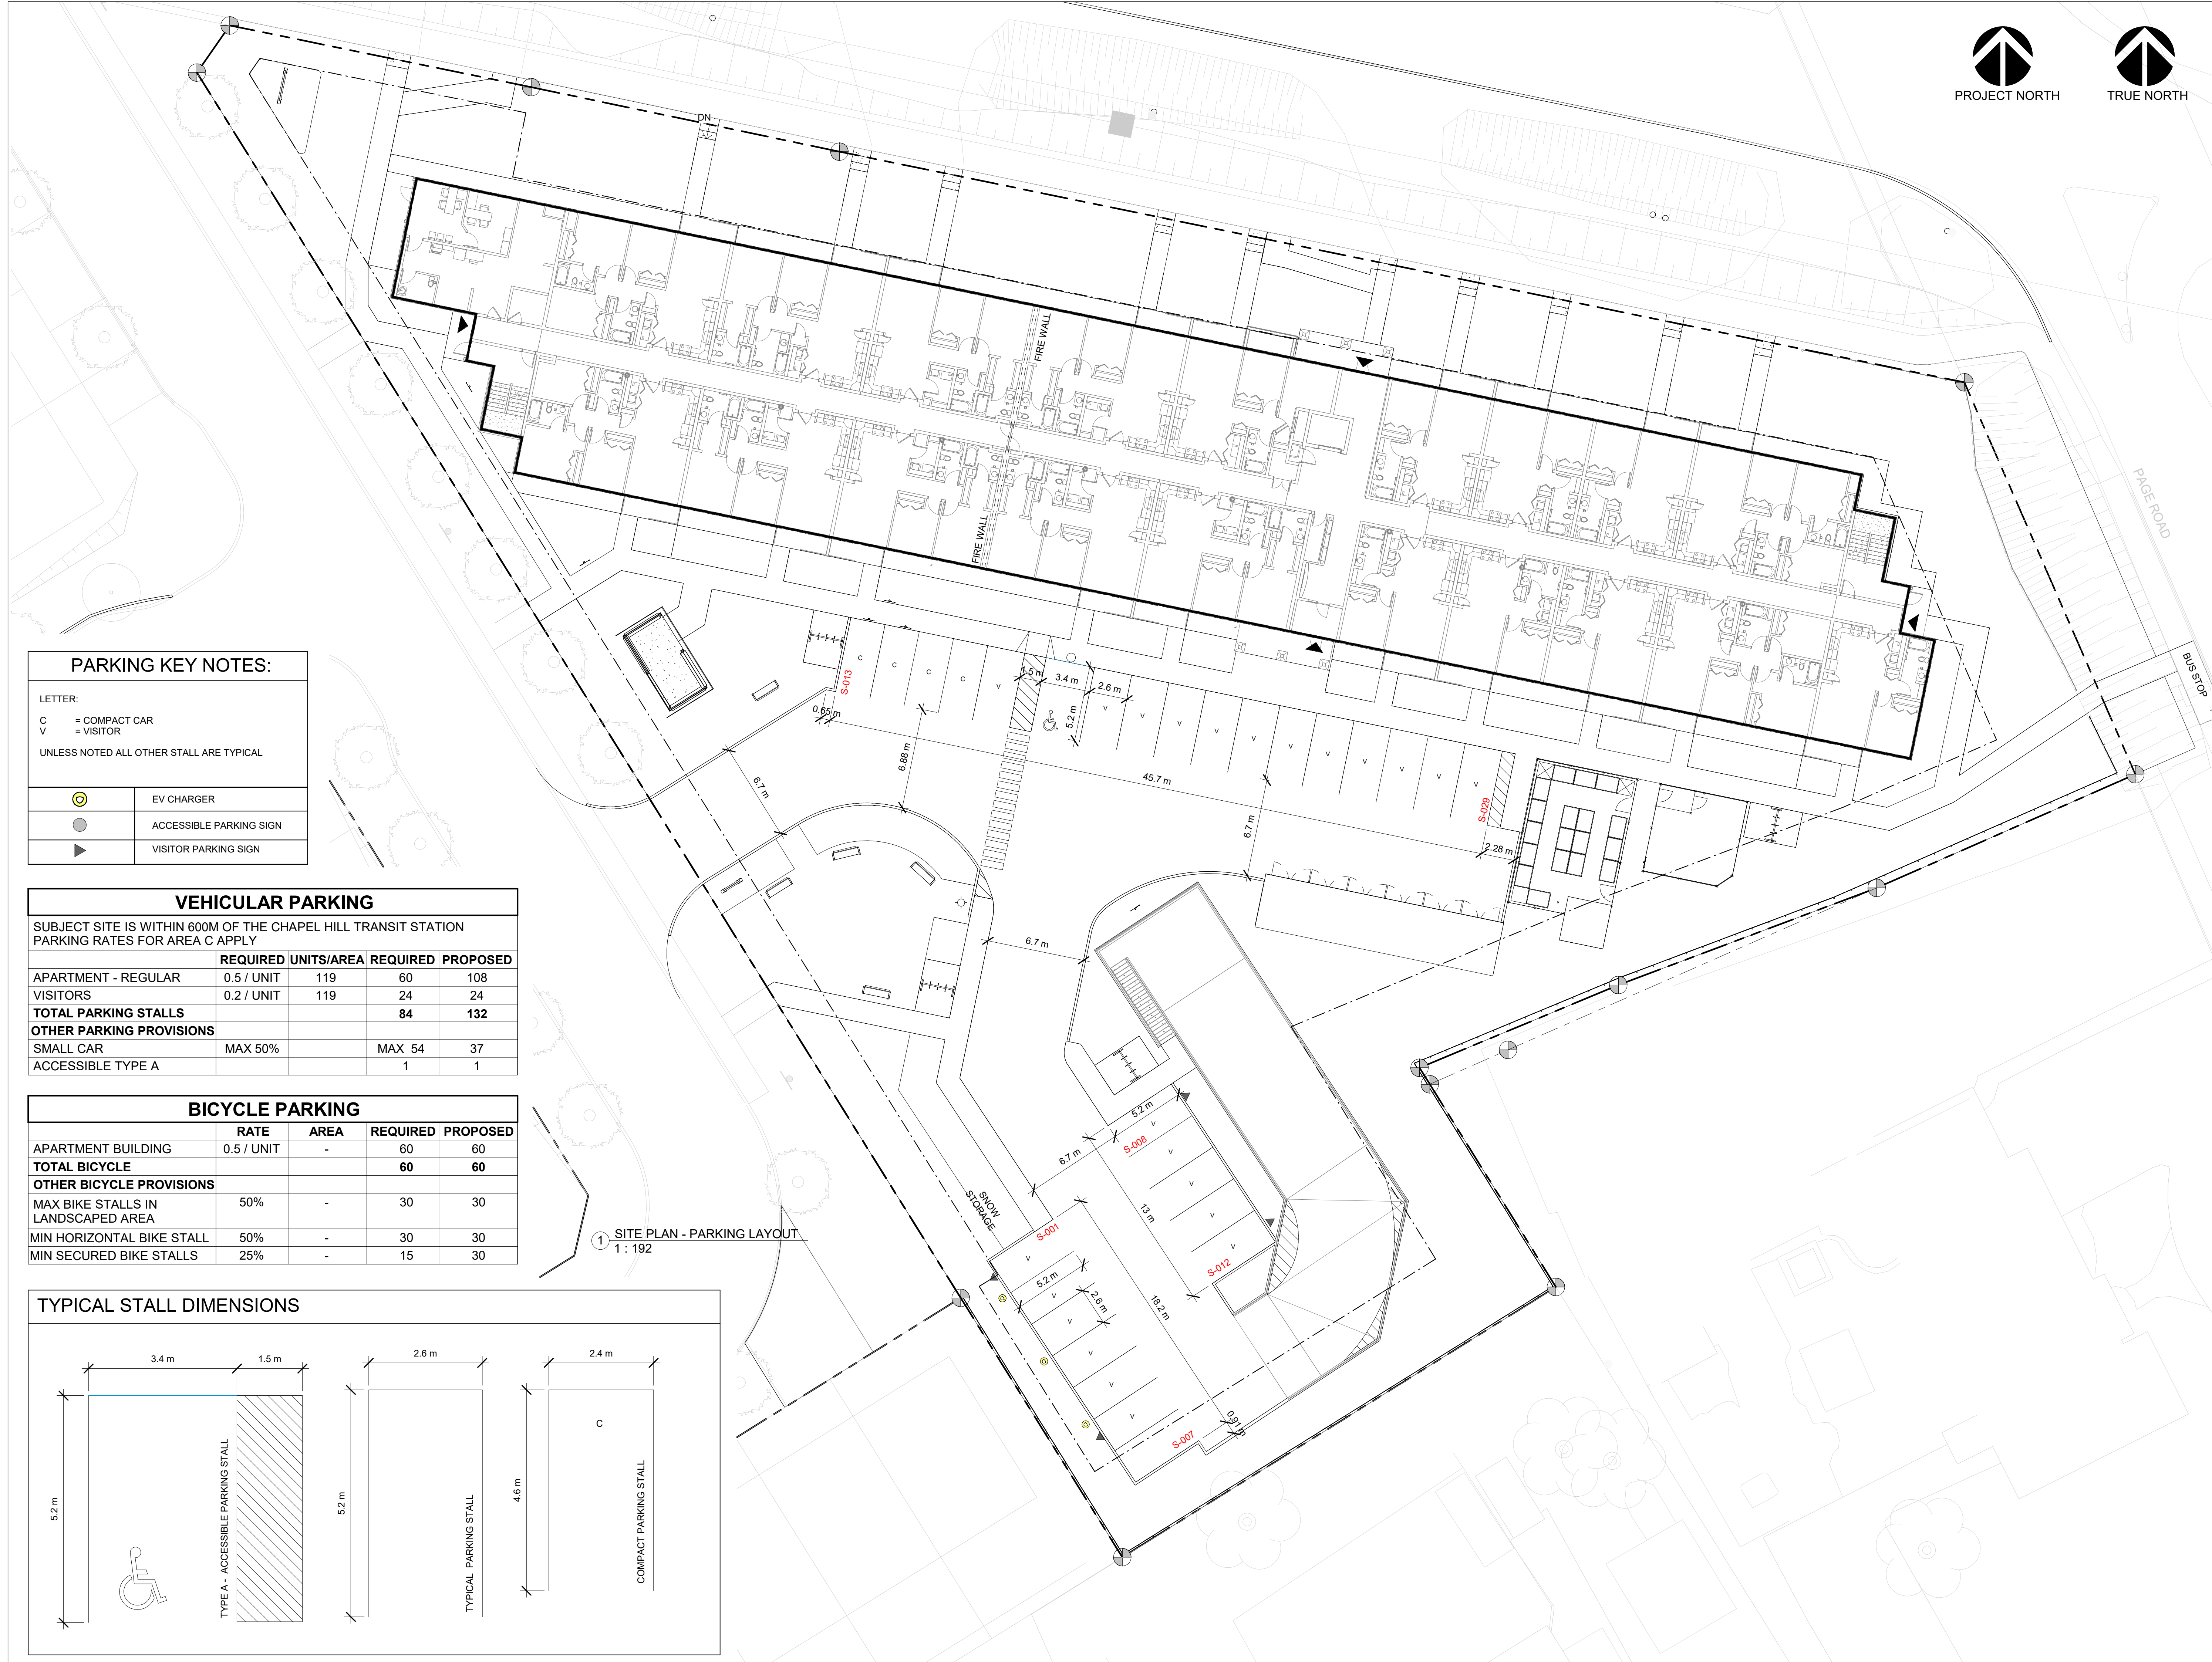 PROJECT NORTH
TRUE NORTH
DN
FIRE WALL
FIRE WALL
PAGE ROAD
BUS STOP
PARKING KEY NOTES:
LETTER:
C = COMPACT CAR
V = VISITOR
UNLESS NOTED ALL OTHER STALL ARE TYPICAL
EV CHARGER
ACCESSIBLE PARKING SIGN
VISITOR PARKING SIGN
S-013
C
C
C
C
V
1.5 m
3.4 m
2.6 m
5.2 m
V
V
V
V
V
V
V
V
V
V
V
0.65 m
6.88 m
45.7 m
S-029
6.7 m
6.7 m
2.28 m
6.7 m
VEHICULAR PARKING
SUBJECT SITE IS WITHIN 600M OF THE CHAPEL HILL TRANSIT STATION
PARKING RATES FOR AREA C APPLY
REQUIRED UNITS/AREA REQUIRED PROPOSED
APARTMENT - REGULAR 0.5 / UNIT 119 60 108
VISITORS 0.2 / UNIT 119 24 24
TOTAL PARKING STALLS 84 132
OTHER PARKING PROVISIONS
SMALL CAR MAX 50% MAX 54 37
ACCESSIBLE TYPE A 1 1
BICYCLE PARKING
RATE AREA REQUIRED PROPOSED
APARTMENT BUILDING 0.5 / UNIT - 60 60
TOTAL BICYCLE 60 60
OTHER BICYCLE PROVISIONS
MAX BIKE STALLS IN 50% - 30 30
LANDSCAPED AREA
MIN HORIZONTAL BIKE STALL 50% - 30 30
MIN SECURED BIKE STALLS 25% - 15 30
5.2 m
S-008
6.7 m
V
V
V
V
V
13 m
SNOW
STORAGE
S-001
S-012
V
5.2 m
V
2.6 m
V
V
V
V
18.2 m
0.91 m
S-007
1 SITE PLAN - PARKING LAYOUT
1 : 192
TYPICAL STALL DIMENSIONS
3.4 m
1.5 m
2.6 m
2.4 m
5.2 m
TYPE A - ACCESSIBLE PARKING STALL
5.2 m
TYPICAL PARKING STALL
4.6 m
C
COMPACT PARKING STALL